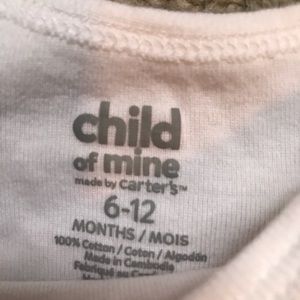 child
of mine
made by carter's™
6-12
MONTHS / MOIS
100% Cotton / Coton / Algodón
Made in Cambodia
Fabriqué au